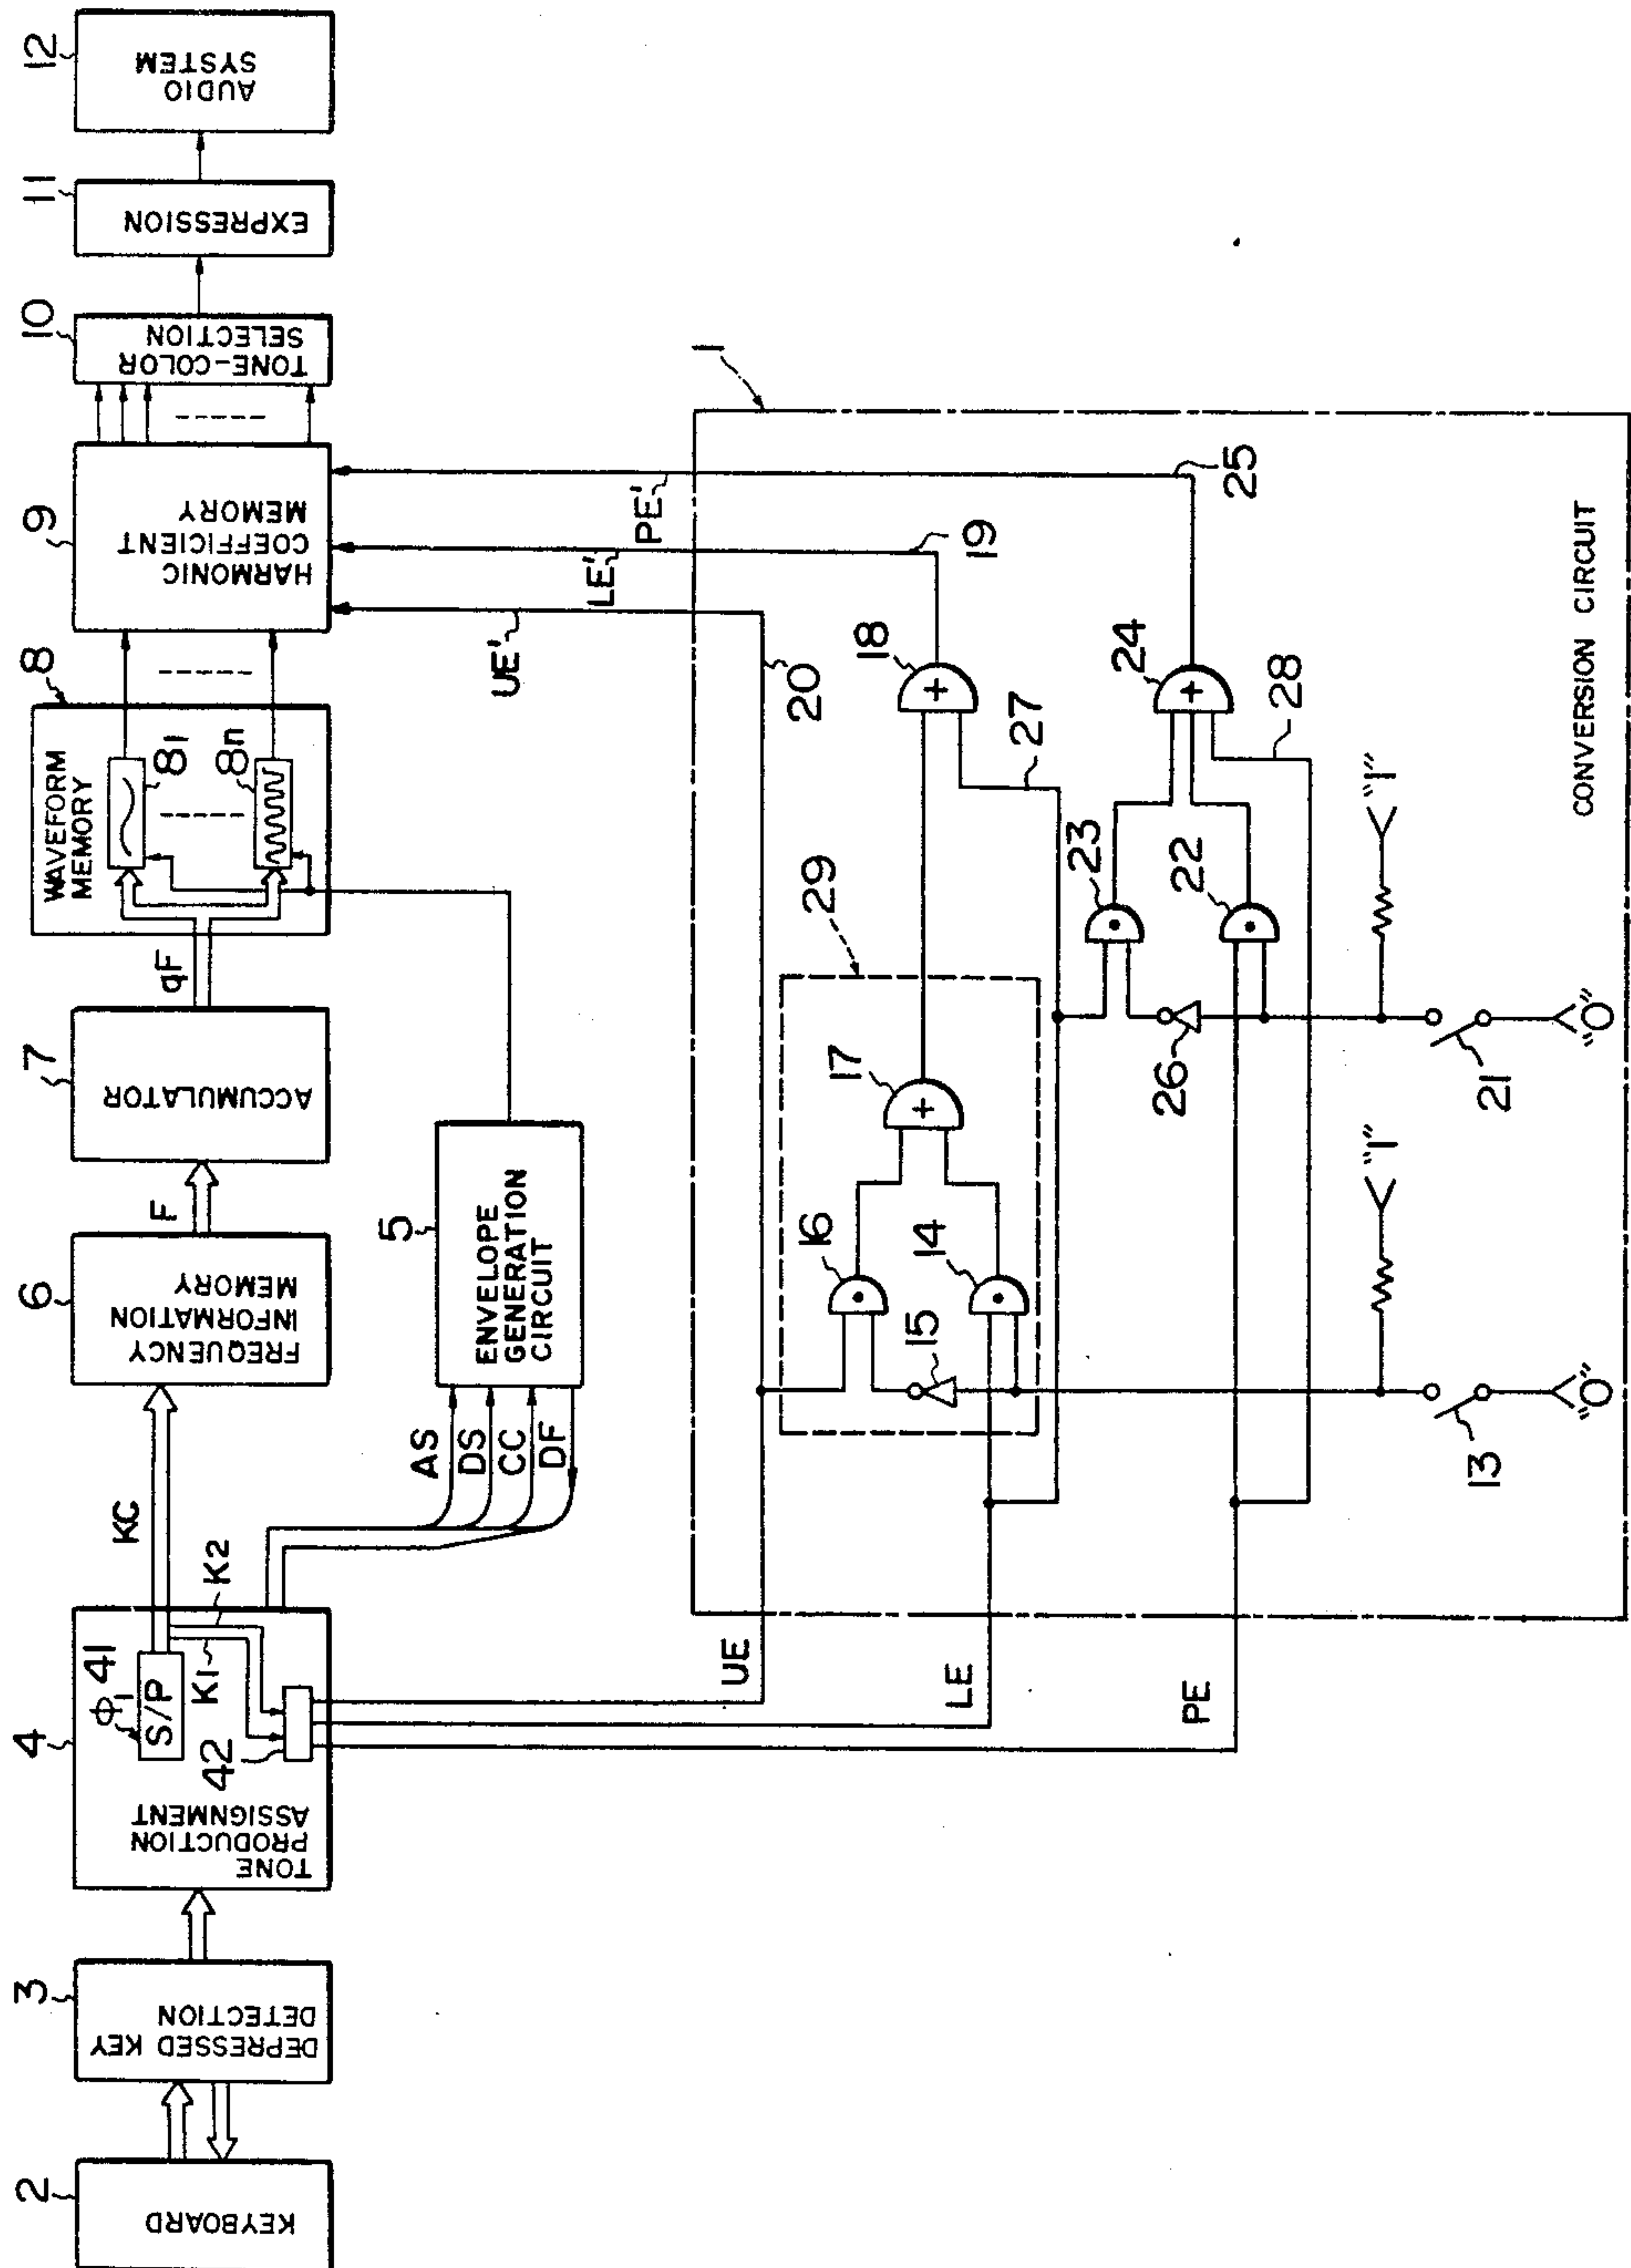 2
KEYBOARD
3
DEPRESSED KEY
DETECTION
4
TONE
PRODUCTION
ASSIGNMENT
Φ1
41
S/P
K1
K2
42
KC
6
FREQUENCY
INFORMATION
MEMORY
F
7
ACCUMULATOR
qF
8
WAVEFORM
MEMORY
81
8n
9
HARMONIC
COEFFICIENT
MEMORY
10
TONE-COLOR
SELECTION
11
EXPRESSION
12
AUDIO
SYSTEM
AS
DS
CC
DF
5
ENVELOPE
GENERATION
CIRCUIT
UE
LE
PE
UE'
LE'
PE'
1
20
19
25
29
16
15
14
17
+
18
+
27
23
22
26
24
+
28
13
"1"
"0"
21
"1"
"0"
CONVERSION CIRCUIT